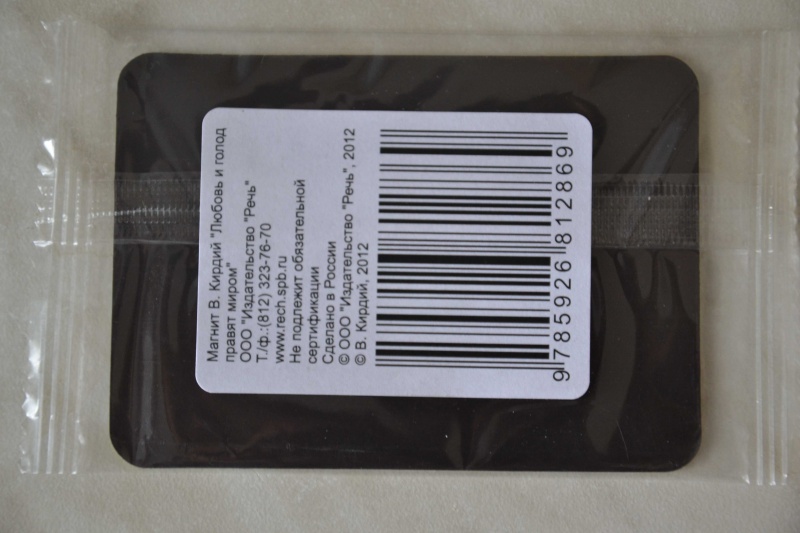 Магнит В. Кирдий "Любовь и голод
правят миром"
ООО "Издательство "Речь"
Т/ф.:(812) 323-76-70
www.rech.spb.ru
Не подлежит обязательной
сертификации
Сделано в России
© ООО "Издательство "Речь", 2012
© В. Кирдий, 2012
9 785926 812869